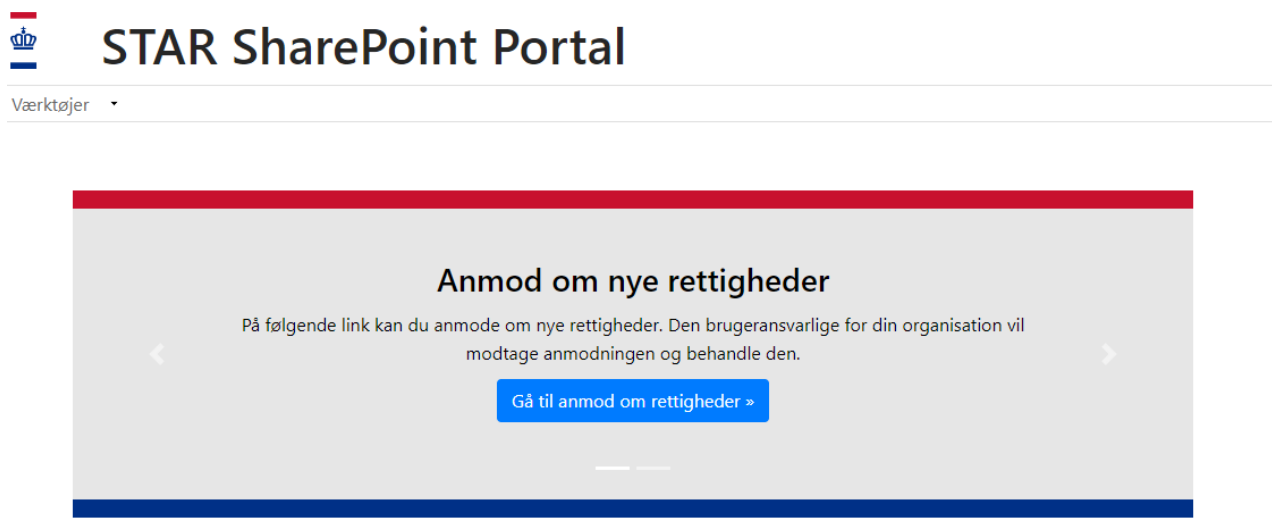 STAR SharePoint Portal
Værktøjer
Anmod om nye rettigheder
På følgende link kan du anmode om nye rettigheder. Den brugeransvarlige for din organisation vil
modtage anmodningen og behandle den.
Gå til anmod om rettigheder »